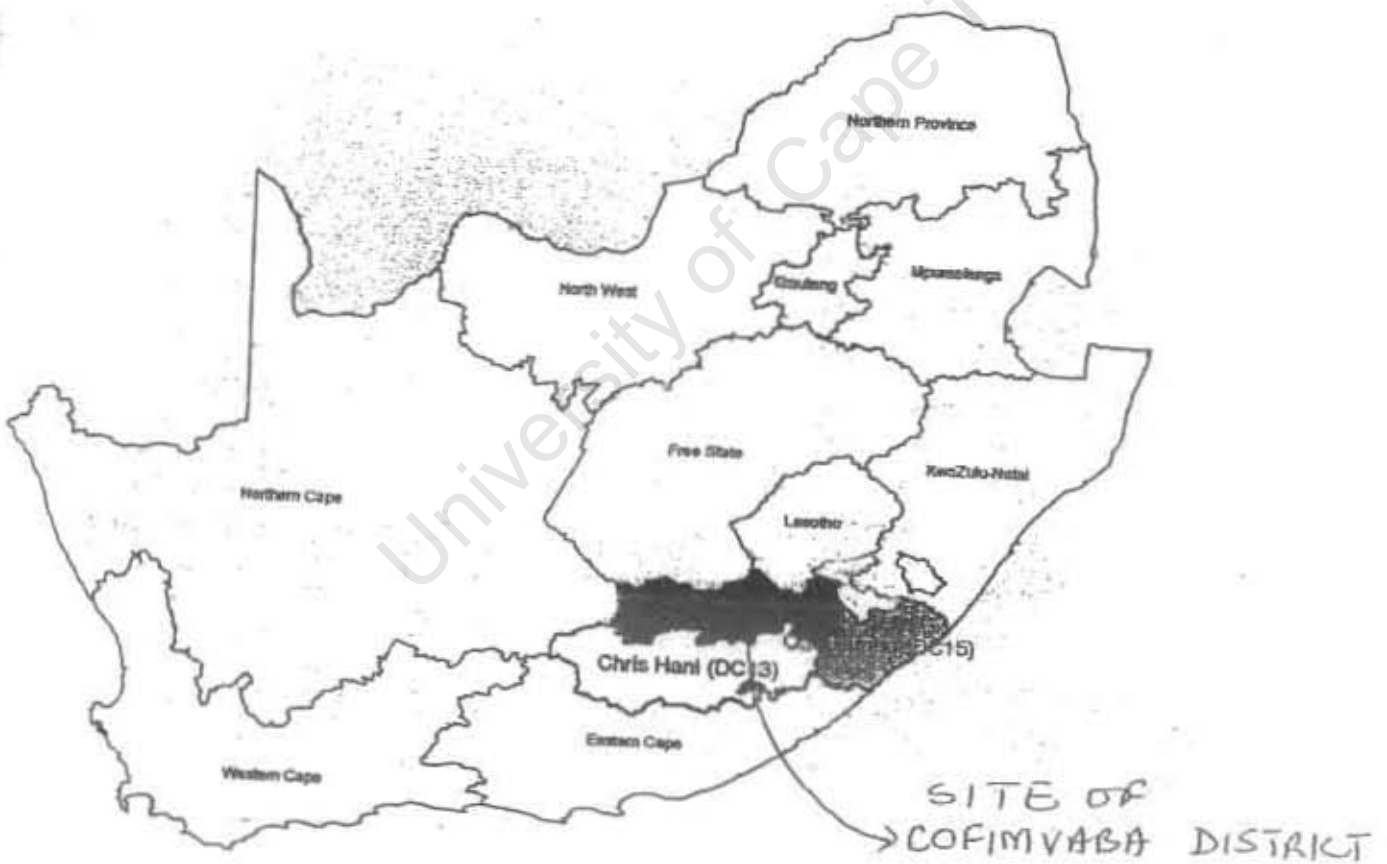 University of Cape T
Northern Province
North West
Gauteng
Mpumalanga
Free State
KwaZulu-Natal
Northern Cape
Lesotho
DC15)
Chris Hani (DC13)
Eastern Cape
Western Cape
SITE OF
COFIMVABA DISTRICT